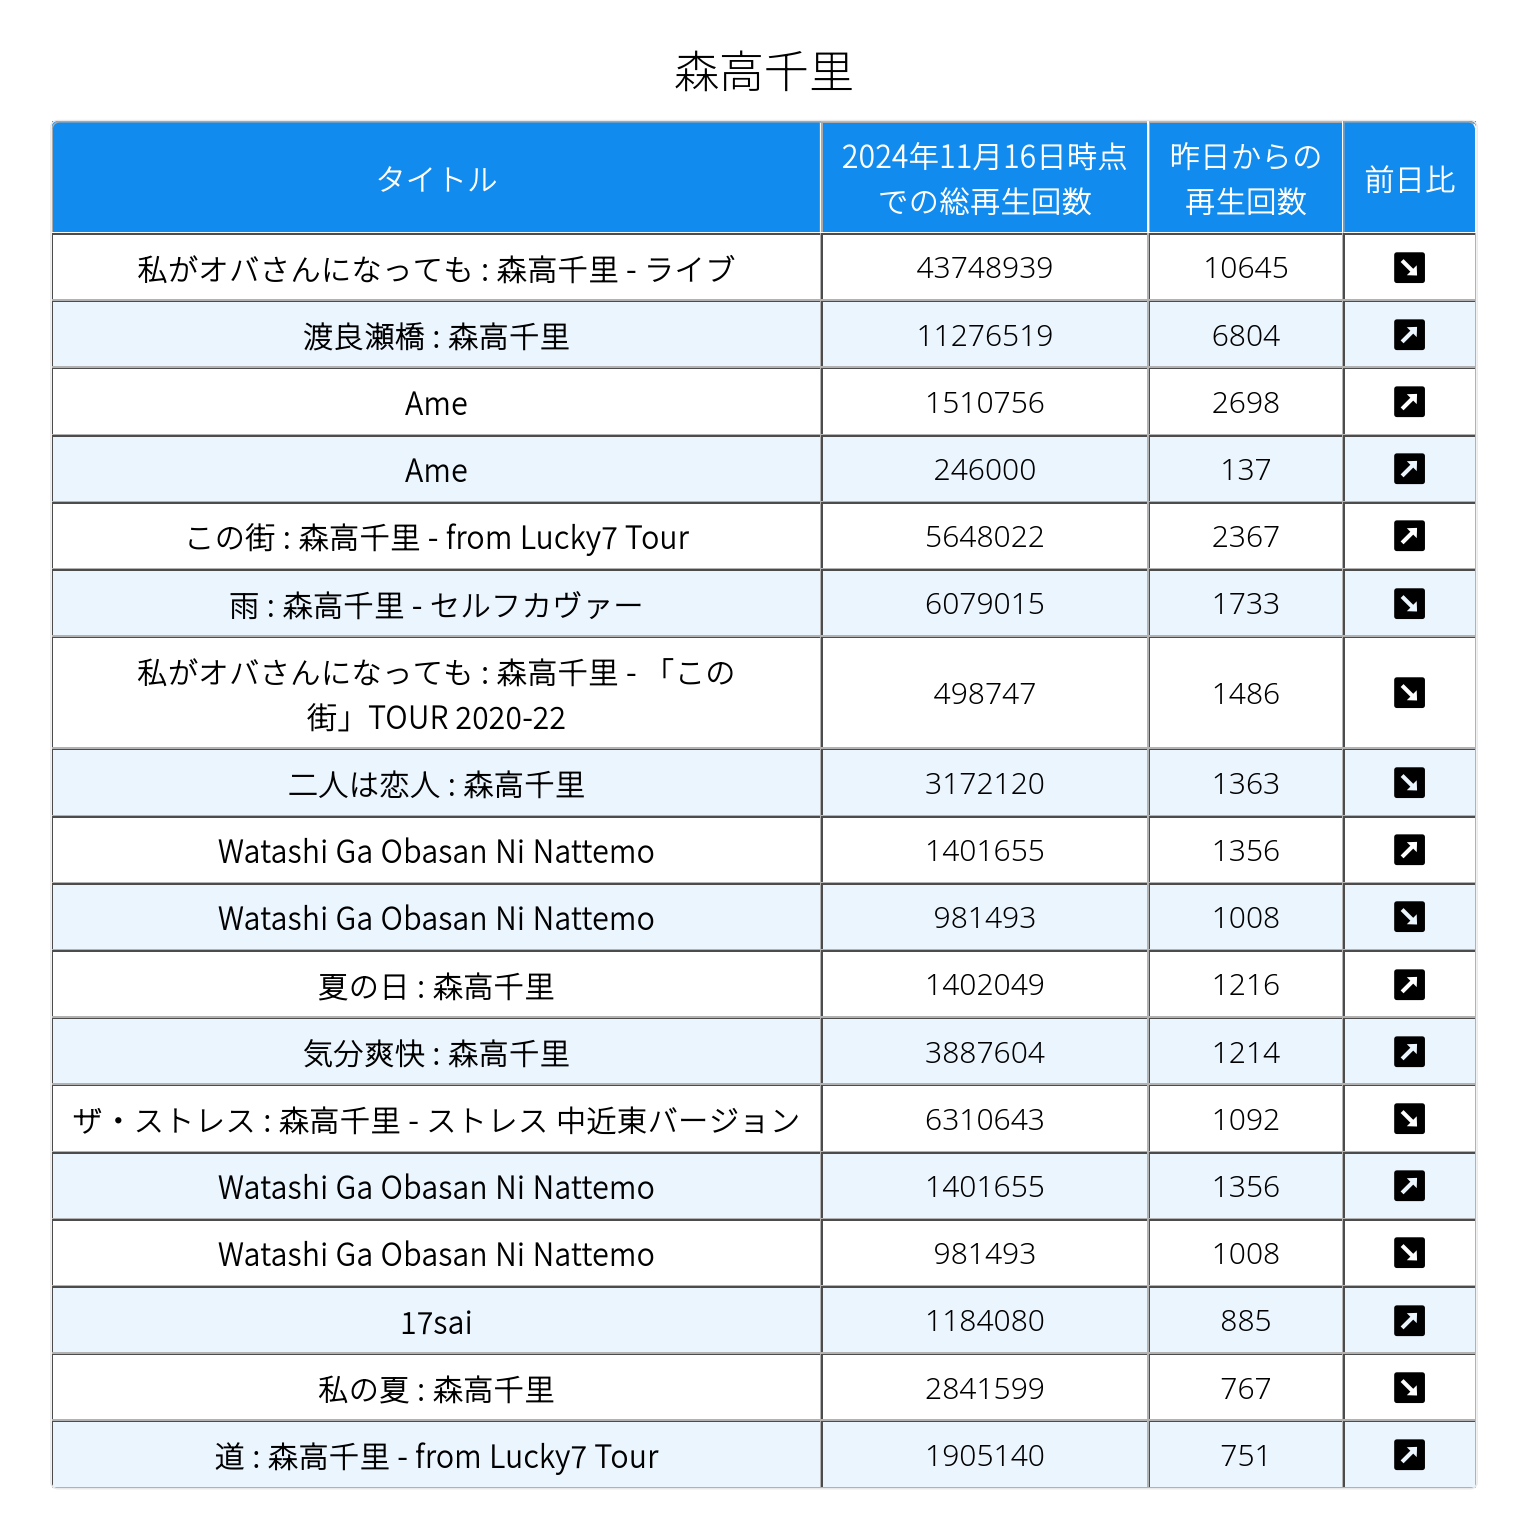 森高千里
タイトル
2024年11月16日時点
での総再生回数
昨日からの
再生回数
前日比
私がオバさんになっても : 森高千里 - ライブ 43748939 10645
渡良瀬橋 : 森高千里 11276519 6804
Ame 1510756 2698
Ame 246000 137
この街 : 森高千里 - from Lucky7 Tour 5648022 2367
雨 : 森高千里 - セルフカヴァー 6079015 1733
私がオバさんになっても : 森高千里 - 「この
街」TOUR 2020-22 498747 1486
二人は恋人 : 森高千里 3172120 1363
Watashi Ga Obasan Ni Nattemo 1401655 1356
Watashi Ga Obasan Ni Nattemo 981493 1008
夏の日 : 森高千里 1402049 1216
気分爽快 : 森高千里 3887604 1214
ザ・ストレス : 森高千里 - ストレス 中近東バージョン 6310643 1092
Watashi Ga Obasan Ni Nattemo 1401655 1356
Watashi Ga Obasan Ni Nattemo 981493 1008
17sai 1184080 885
私の夏 : 森高千里 2841599 767
道 : 森高千里 - from Lucky7 Tour 1905140 751